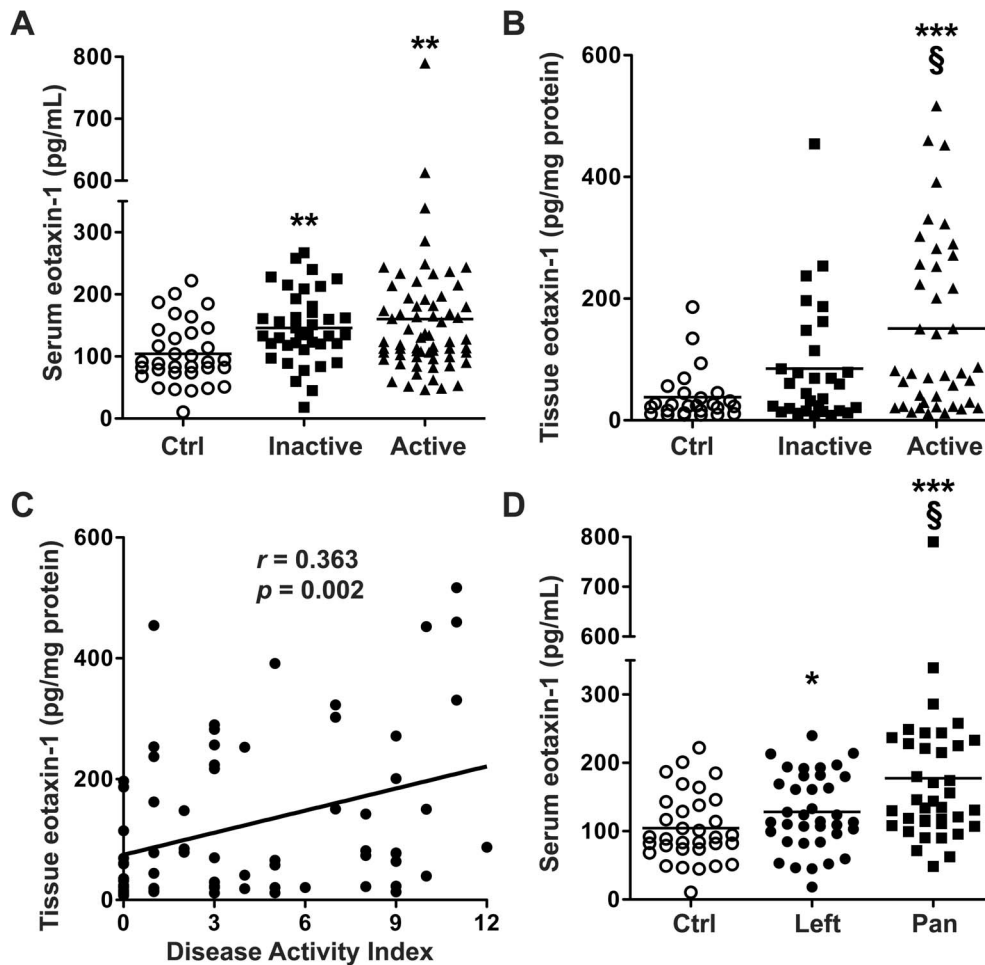 A
Serum eotaxin-1 (pg/mL)
800
600
300
200
100
0
**
**
Ctrl
Inactive
Active
B
Tissue eotaxin-1 (pg/mg protein)
600
400
200
0
***
§
Ctrl
Inactive
Active
C
Tissue eotaxin-1 (pg/mg protein)
600
400
200
0
r = 0.363
p = 0.002
0
3
6
9
12
Disease Activity Index
D
Serum eotaxin-1 (pg/mL)
800
600
300
200
100
0
*
***
§
Ctrl
Left
Pan